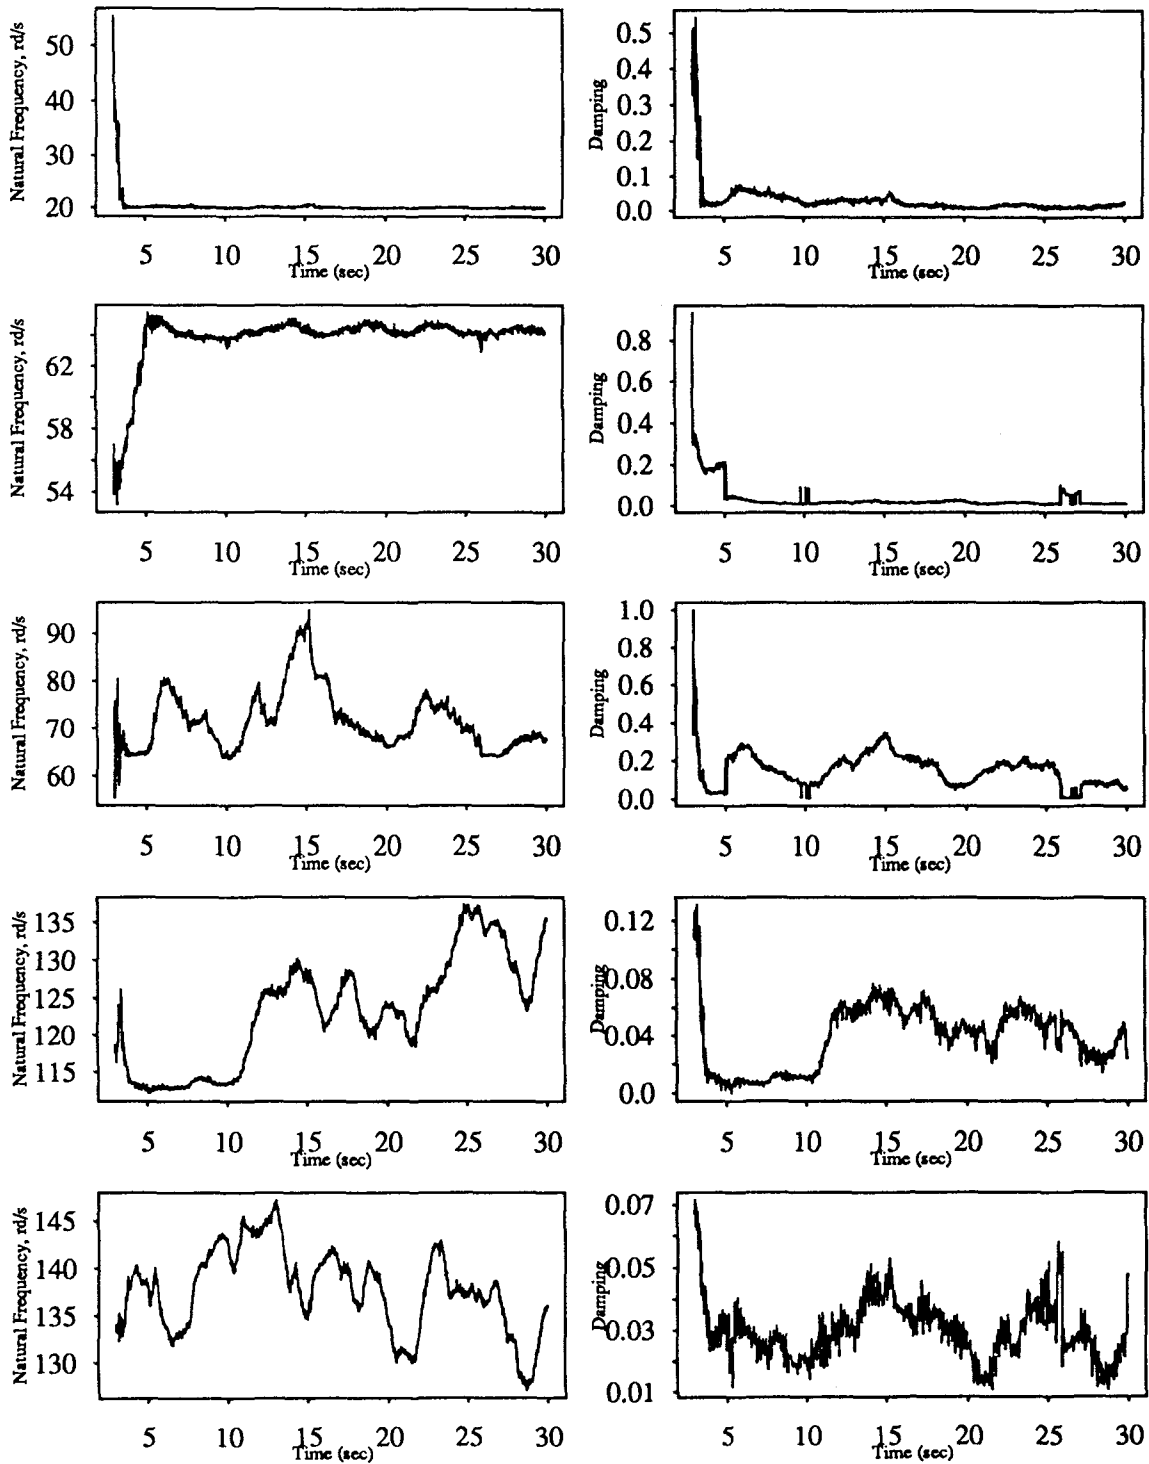 Natural Frequency, rd/s
50
40
30
20
5 10 15 20 25 30
Time (sec)
Damping
0.5
0.4
0.3
0.2
0.1
0.0
5 10 15 20 25 30
Time (sec)
Natural Frequency, rd/s
62
58
54
5 10 15 20 25 30
Time (sec)
Damping
0.8
0.6
0.4
0.2
0.0
5 10 15 20 25 30
Time (sec)
Natural Frequency, rd/s
90
80
70
60
5 10 15 20 25 30
Time (sec)
Damping
1.0
0.8
0.6
0.4
0.2
0.0
5 10 15 20 25 30
Time (sec)
Natural Frequency, rd/s
135
130
125
120
115
5 10 15 20 25 30
Time (sec)
Damping
0.12
0.08
0.04
0.0
5 10 15 20 25 30
Time (sec)
Natural Frequency, rd/s
145
140
135
130
5 10 15 20 25 30
Time (sec)
Damping
0.07
0.05
0.03
0.01
5 10 15 20 25 30
Time (sec)